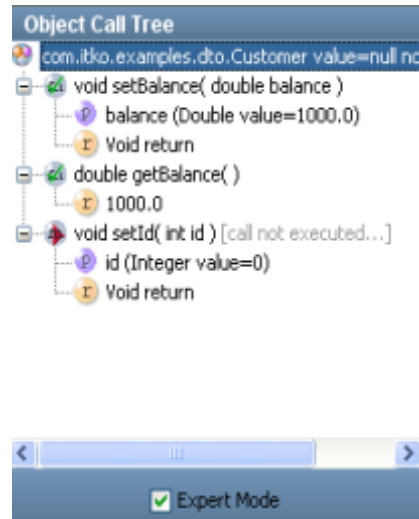 Object Call Tree
com.itko.examples.dto.Customer value=null no
void setBalance( double balance )
P balance (Double value=1000.0)
r Void return
double getBalance( )
r 1000.0
void setId( int id ) [call not executed...]
P id (Integer value=0)
r Void return
Expert Mode